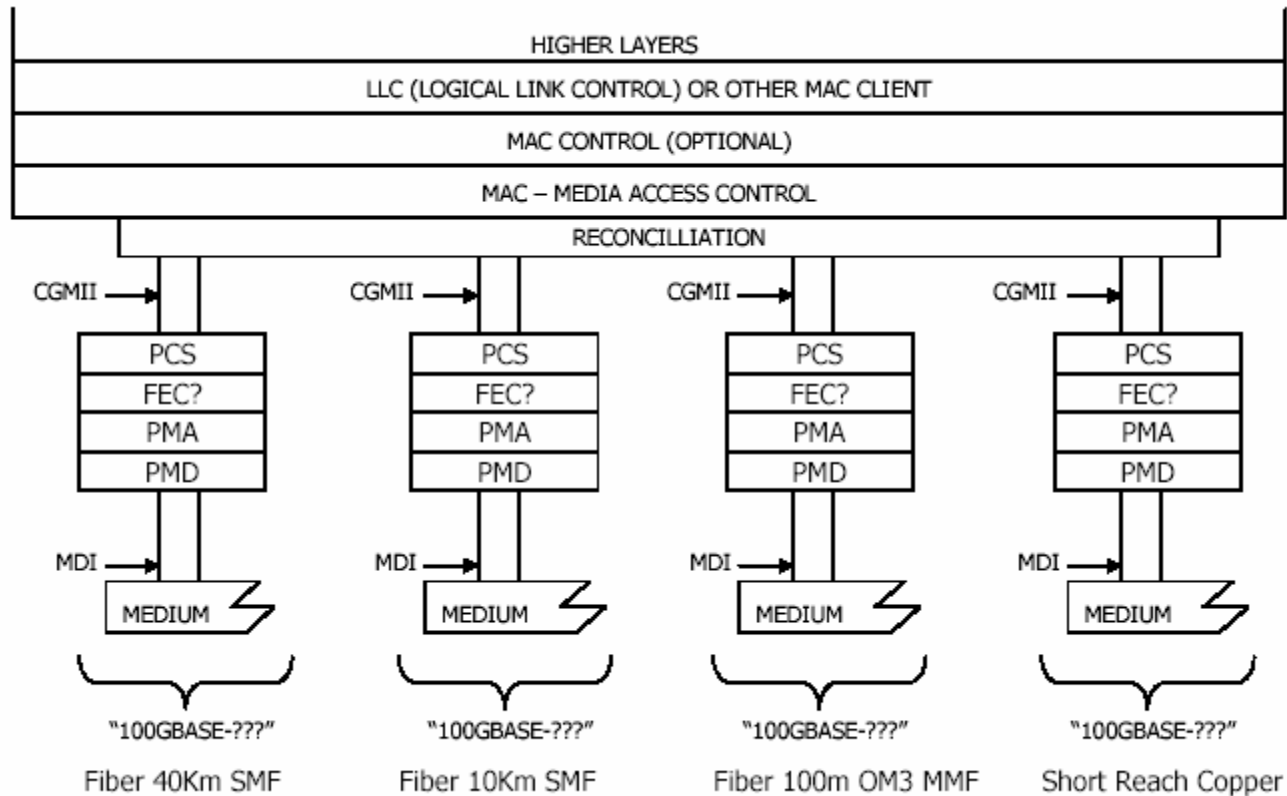 HIGHER LAYERS
LLC (LOGICAL LINK CONTROL) OR OTHER MAC CLIENT
MAC CONTROL (OPTIONAL)
MAC – MEDIA ACCESS CONTROL
RECONCILLIATION
CGMII CGMII CGMII CGMII
PCS PCS PCS PCS
FEC? FEC? FEC? FEC?
PMA PMA PMA PMA
PMD PMD PMD PMD
MDI MDI MDI MDI
MEDIUM MEDIUM MEDIUM MEDIUM
"100GBASE-???" "100GBASE-???" "100GBASE-???" "100GBASE-???"
Fiber 40Km SMF Fiber 10Km SMF Fiber 100m OM3 MMF Short Reach Copper